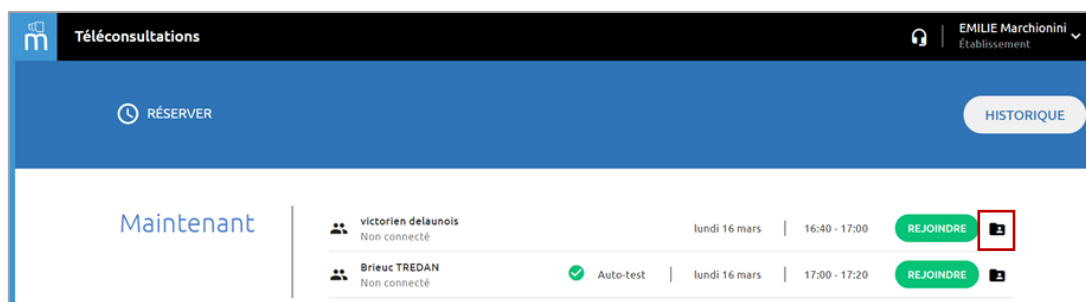 m Téléconsultations
EMILIE Marchionini
Établissement
RÉSERVER
HISTORIQUE
Maintenant
victorien delaunois
Non connecté
lundi 16 mars | 16:40 - 17:00
REJOINDRE
Brieuc TREDAN
Non connecté
Auto-test | lundi 16 mars | 17:00 - 17:20
REJOINDRE